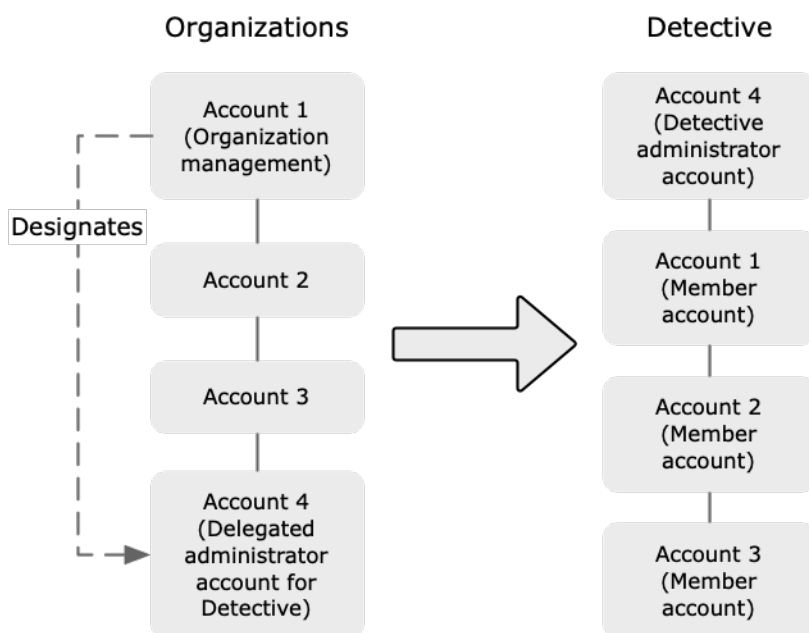 Organizations
Account 1
(Organization
management)
Designates
Account 2
Account 3
Account 4
(Delegated
administrator
account for
Detective)
Detective
Account 4
(Detective
administrator
account)
Account 1
(Member
account)
Account 2
(Member
account)
Account 3
(Member
account)